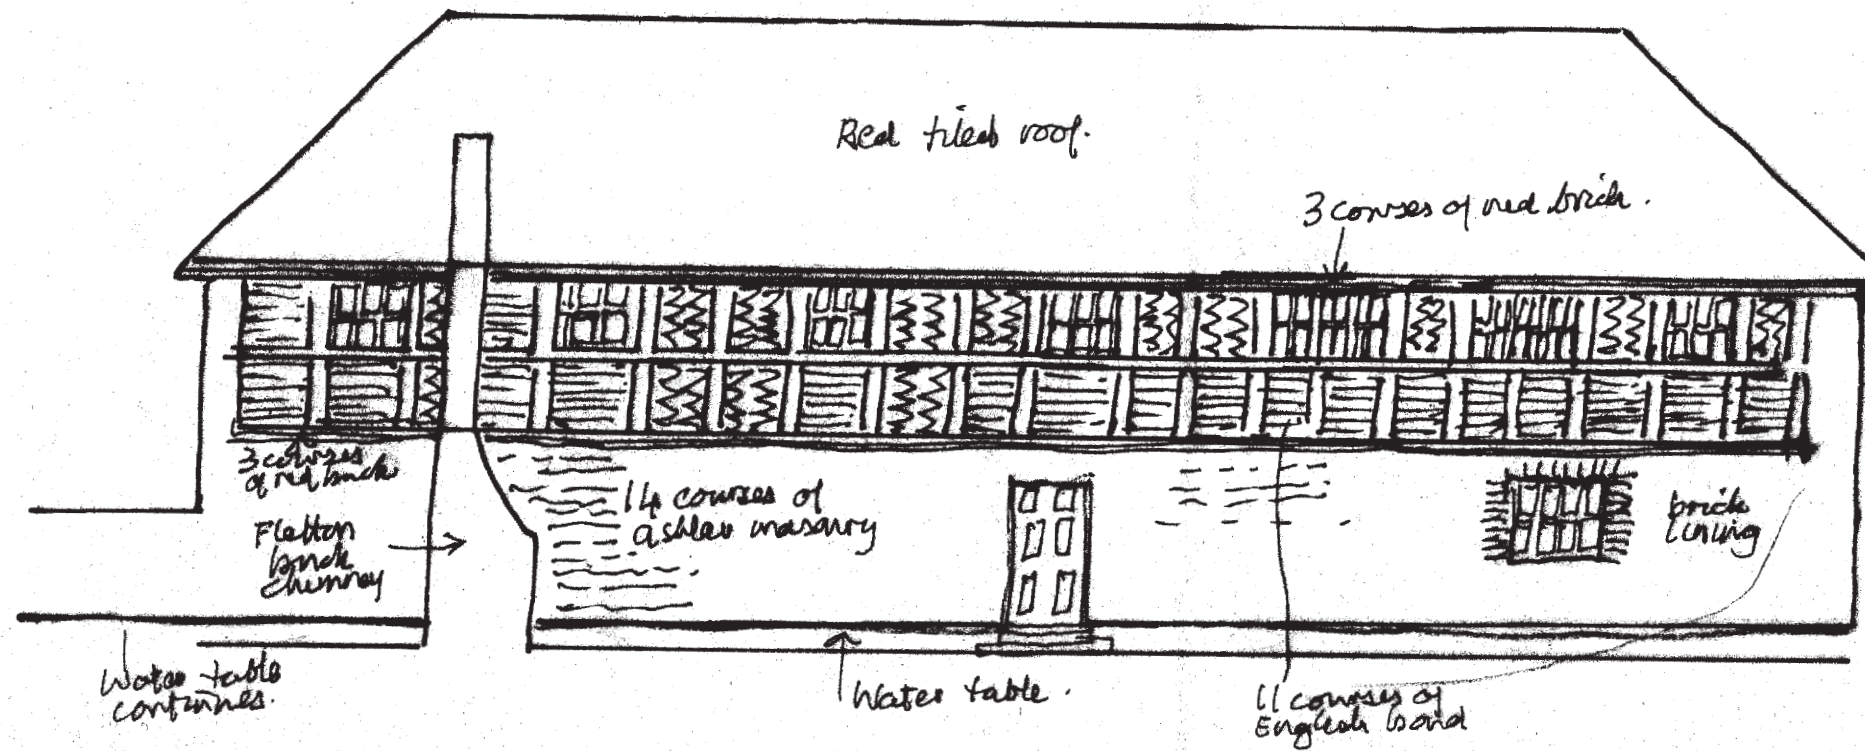 Red tiled roof.
3 courses of red brick.
3 courses
of red brick
14 courses of
ashlar masonry
Fletton
brick
chimney
brick
lining
Water table
continues.
Water table.
11 courses of
English bond